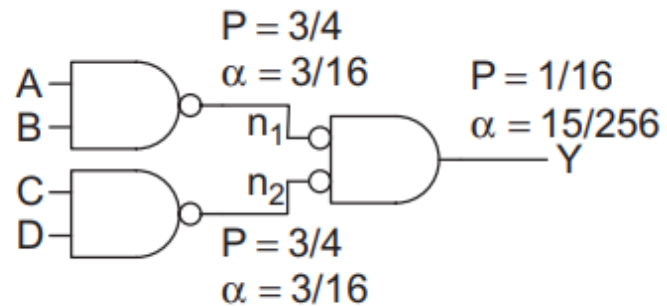 P = 3/4
α = 3/16
A
B
n₁
P = 1/16
α = 15/256
Y
C
D
n₂
P = 3/4
α = 3/16